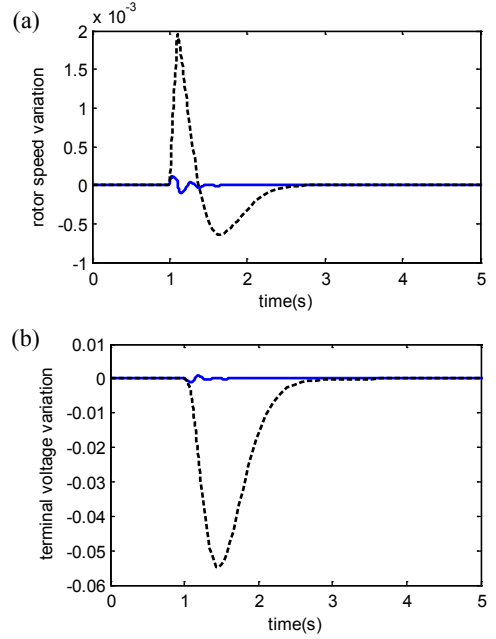 (a)
x 10^-3
2
1.5
1
0.5
0
-0.5
-1
rotor speed variation
0 1 2 3 4 5
time(s)
(b)
0.01
0
-0.01
-0.02
-0.03
-0.04
-0.05
-0.06
terminal voltage variation
0 1 2 3 4 5
time(s)